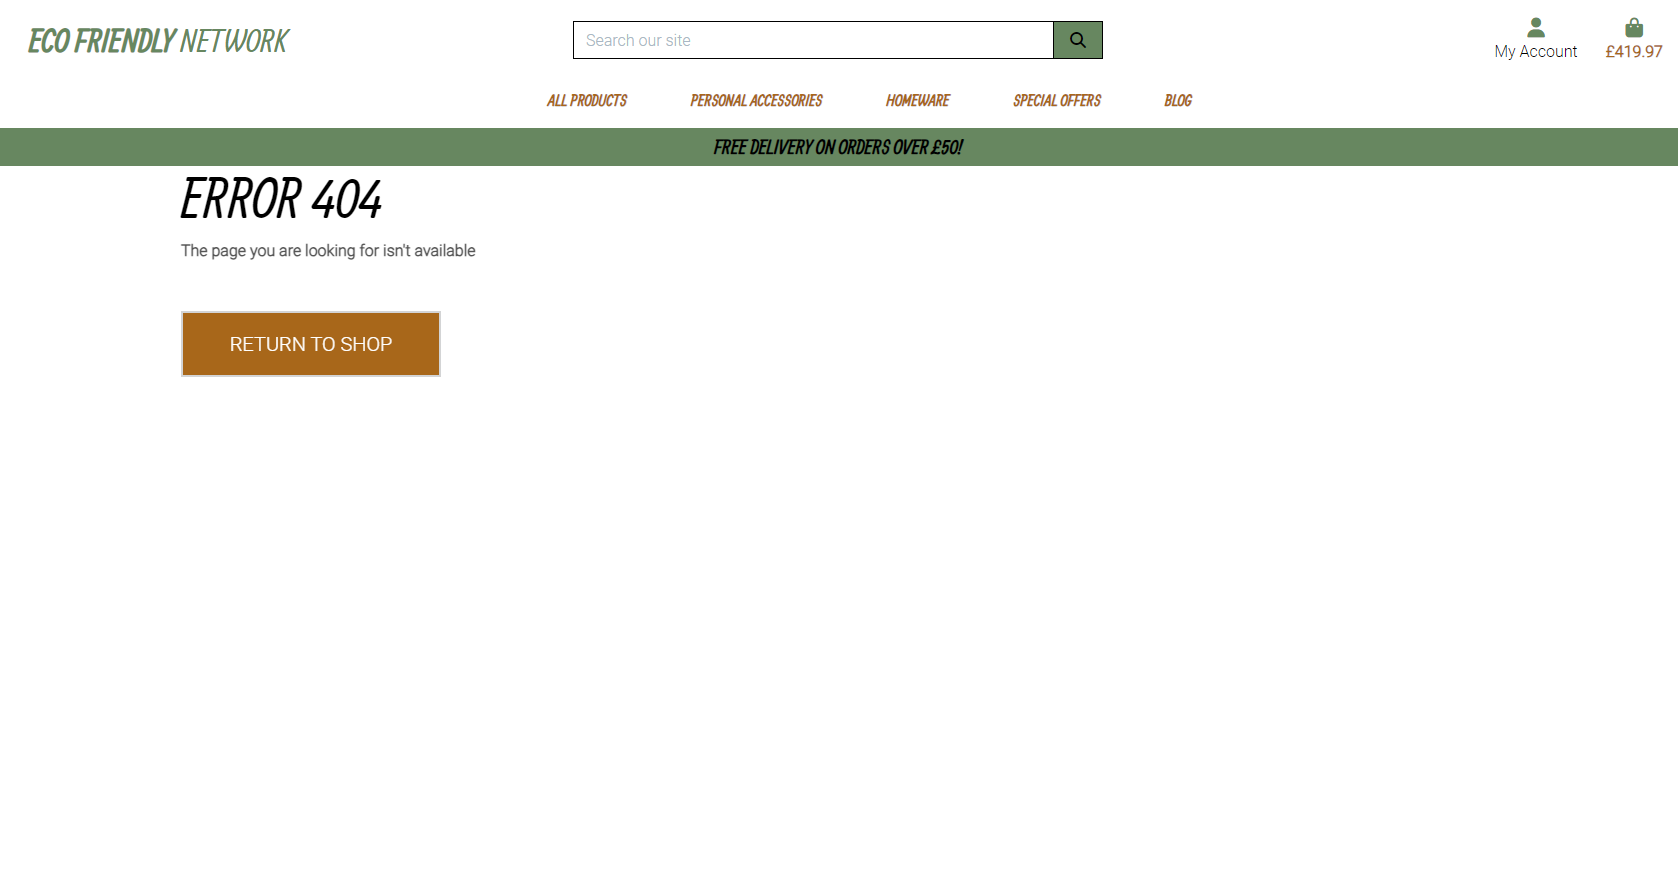 ECO FRIENDLY NETWORK
Search our site
My Account
£419.97
ALL PRODUCTS
PERSONAL ACCESSORIES
HOMEWARE
SPECIAL OFFERS
BLOG
FREE DELIVERY ON ORDERS OVER £50!
ERROR 404
The page you are looking for isn't available
RETURN TO SHOP